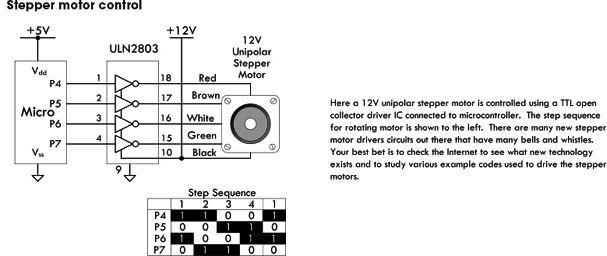 Stepper motor control
+5V
+12V
ULN2803
12V
Unipolar
Stepper
Motor
Vdd
P4 1 18 Red
P5 2 17 Brown
Micro
P6 3 16 White
P7 4 15 Green
Vss 10 Black
9
Here a 12V unipolar stepper motor is controlled using a TTL open
collector driver IC connected to microcontroller. The step sequence
for rotating motor is shown to the left. There are many new stepper
motor drivers circuits out there that have many bells and whistles.
Your best bet is to check the Internet to see what new technology
exists and to study various example codes used to drive the stepper
motors.
Step Sequence
1 2 3 4 1
P4 1 1 0 0 1
P5 0 0 1 1 0
P6 1 0 0 1 1
P7 0 1 1 0 0